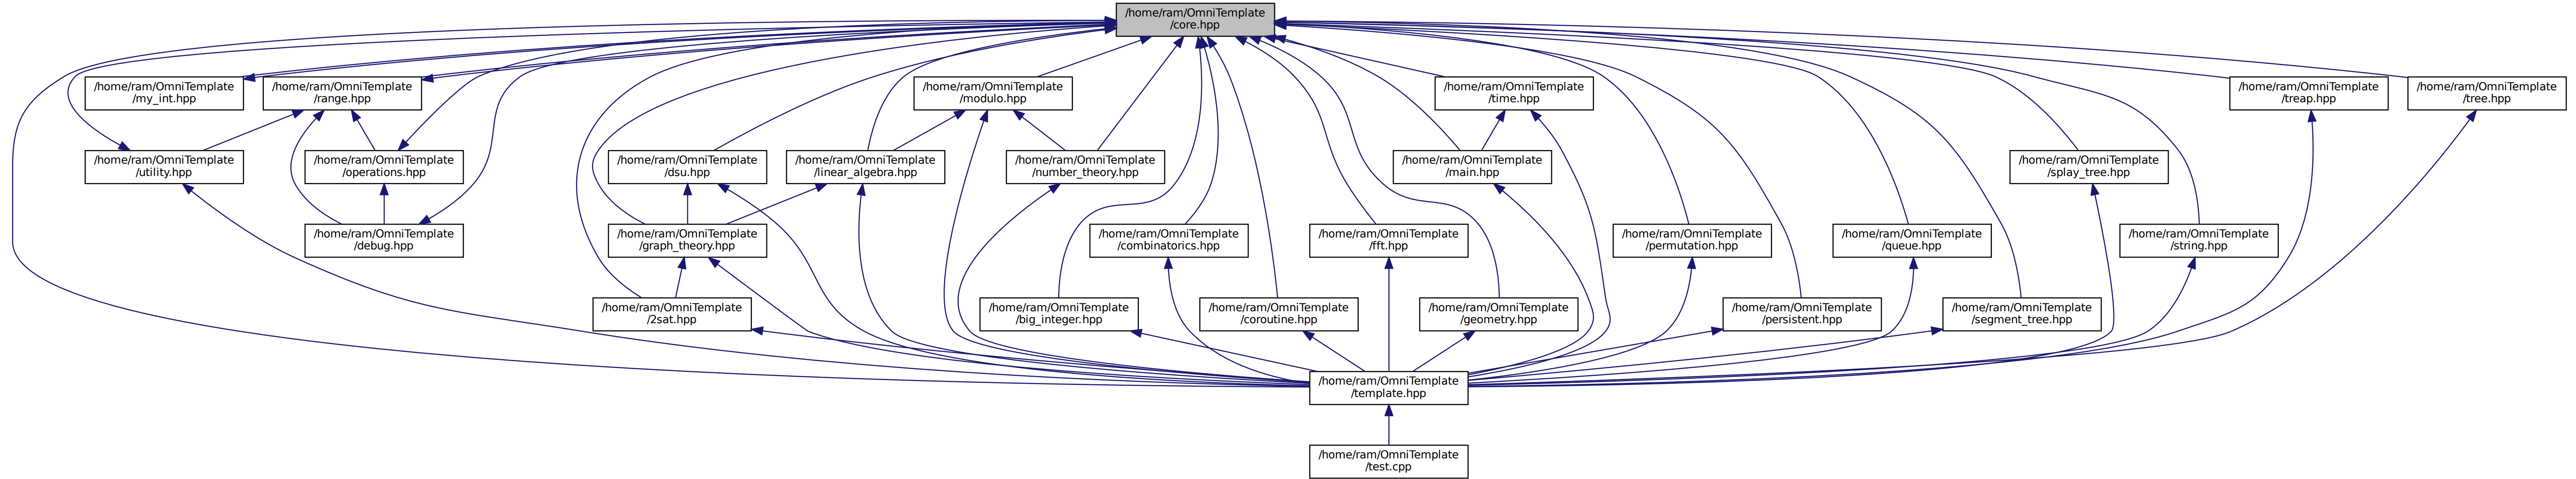 /home/ram/OmniTemplate
/core.hpp
/home/ram/OmniTemplate
/my_int.hpp
/home/ram/OmniTemplate
/range.hpp
/home/ram/OmniTemplate
/modulo.hpp
/home/ram/OmniTemplate
/time.hpp
/home/ram/OmniTemplate
/treap.hpp
/home/ram/OmniTemplate
/tree.hpp
/home/ram/OmniTemplate
/utility.hpp
/home/ram/OmniTemplate
/operations.hpp
/home/ram/OmniTemplate
/dsu.hpp
/home/ram/OmniTemplate
/linear_algebra.hpp
/home/ram/OmniTemplate
/number_theory.hpp
/home/ram/OmniTemplate
/main.hpp
/home/ram/OmniTemplate
/splay_tree.hpp
/home/ram/OmniTemplate
/debug.hpp
/home/ram/OmniTemplate
/graph_theory.hpp
/home/ram/OmniTemplate
/combinatorics.hpp
/home/ram/OmniTemplate
/fft.hpp
/home/ram/OmniTemplate
/permutation.hpp
/home/ram/OmniTemplate
/queue.hpp
/home/ram/OmniTemplate
/string.hpp
/home/ram/OmniTemplate
/2sat.hpp
/home/ram/OmniTemplate
/big_integer.hpp
/home/ram/OmniTemplate
/coroutine.hpp
/home/ram/OmniTemplate
/geometry.hpp
/home/ram/OmniTemplate
/persistent.hpp
/home/ram/OmniTemplate
/segment_tree.hpp
/home/ram/OmniTemplate
/template.hpp
/home/ram/OmniTemplate
/test.cpp